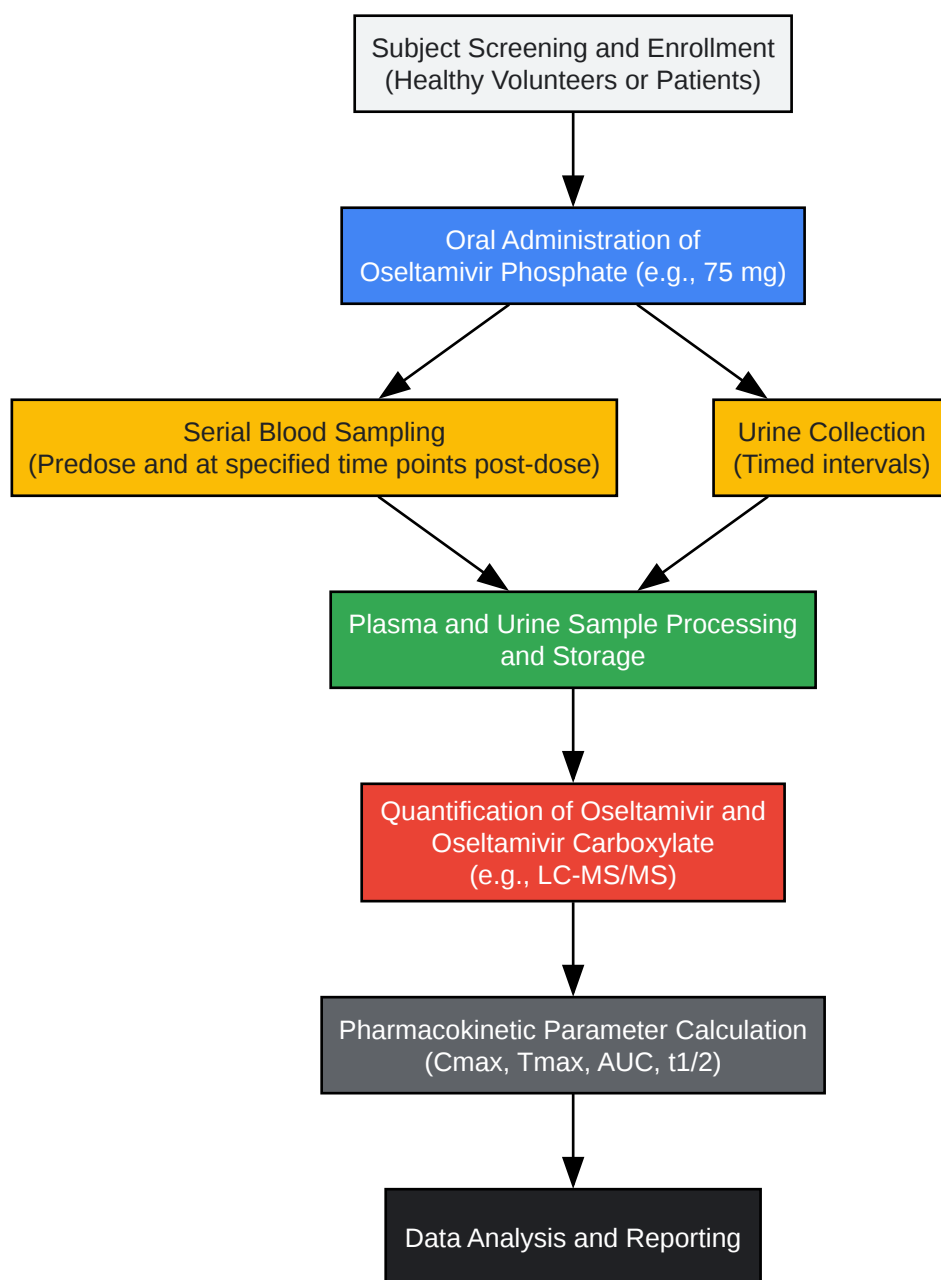 Subject Screening and Enrollment
(Healthy Volunteers or Patients)
Oral Administration of
Oseltamivir Phosphate (e.g., 75 mg)
Serial Blood Sampling
(Predose and at specified time points post-dose)
Urine Collection
(Timed intervals)
Plasma and Urine Sample Processing
and Storage
Quantification of Oseltamivir and
Oseltamivir Carboxylate
(e.g., LC-MS/MS)
Pharmacokinetic Parameter Calculation
(Cmax, Tmax, AUC, t1/2)
Data Analysis and Reporting